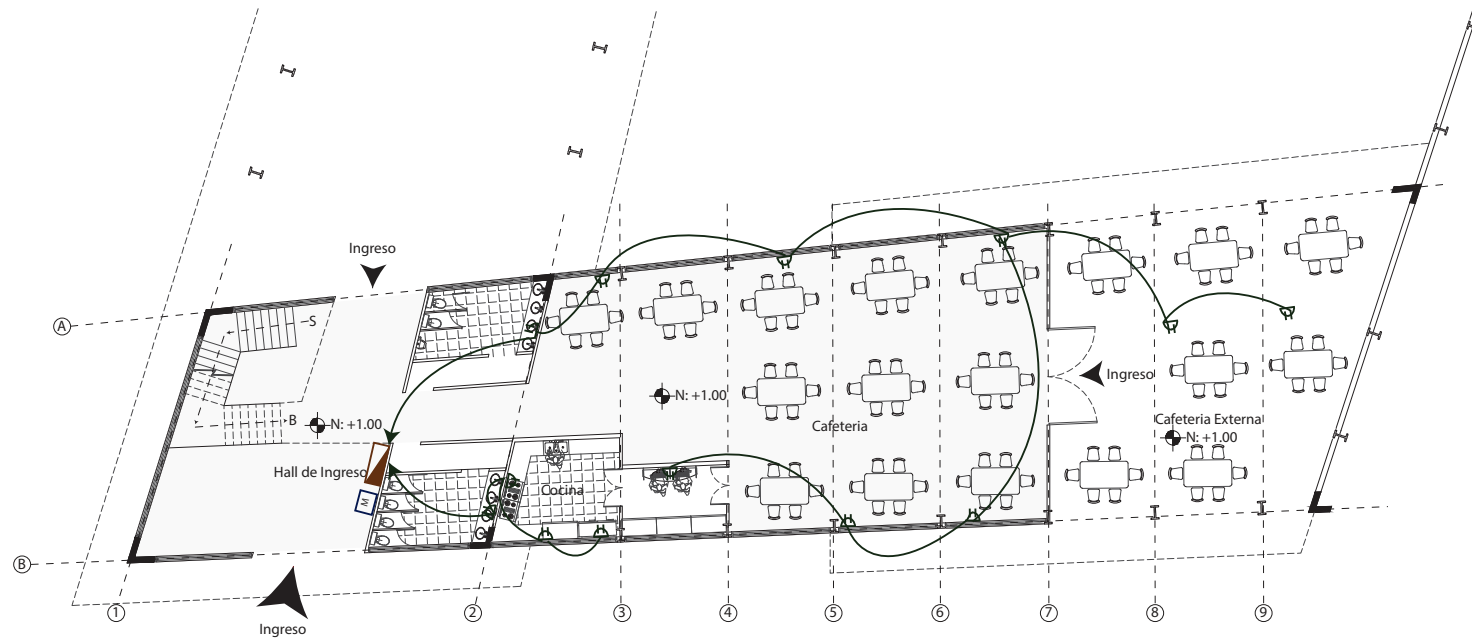 Ingreso
A
S
N: +1.00
Ingreso
B
N: +1.00
Cafeteria
Cafeteria Externa
N: +1.00
Hall de Ingreso
M
Cocina
B
1
2
3
4
5
6
7
8
9
Ingreso